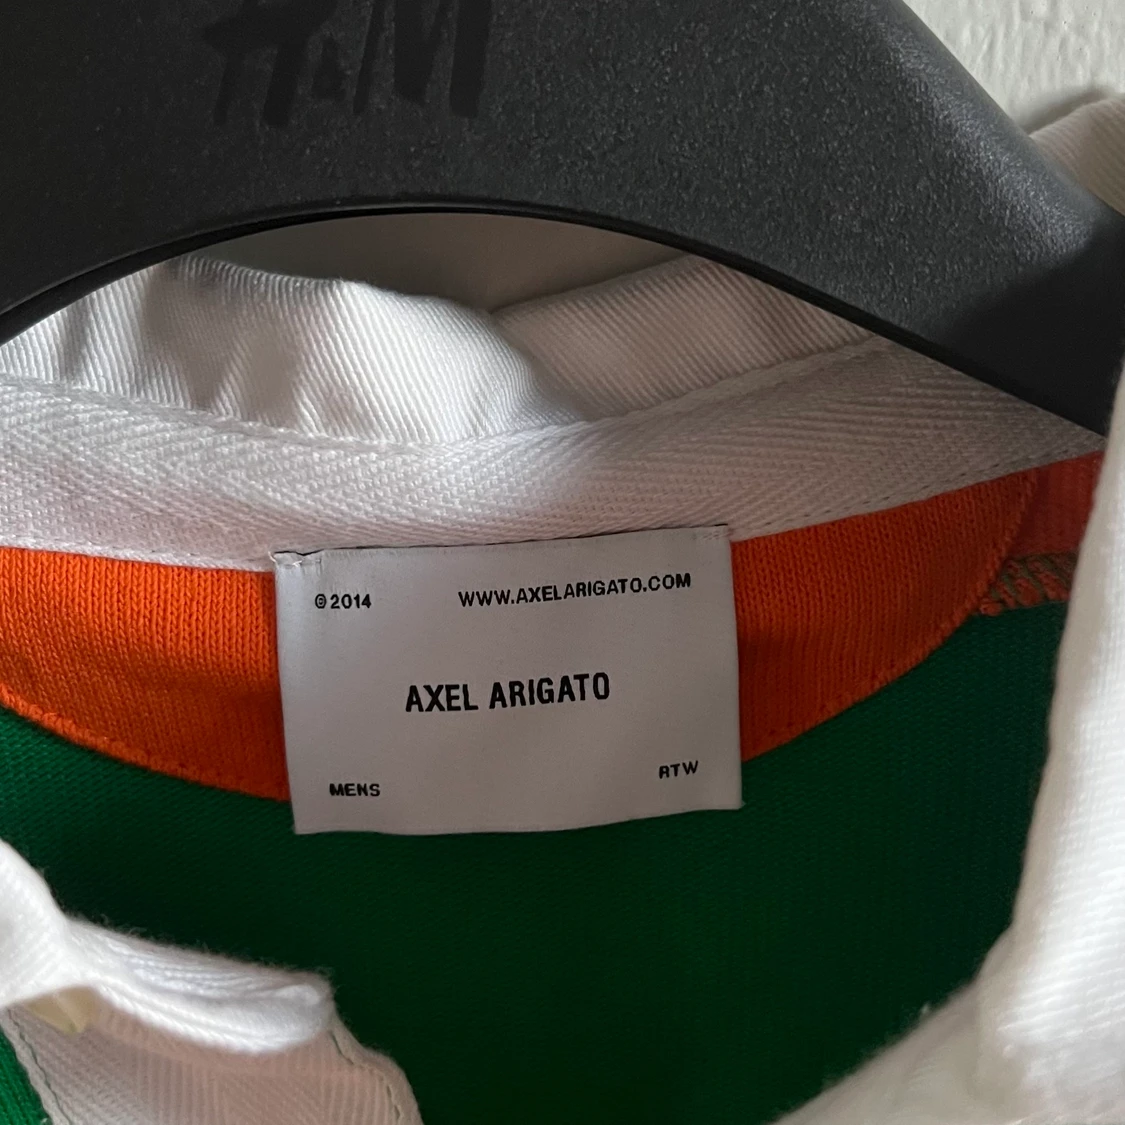 H&M
©2014 WWW.AXELARIGATO.COM
AXEL ARIGATO
MENS RTW